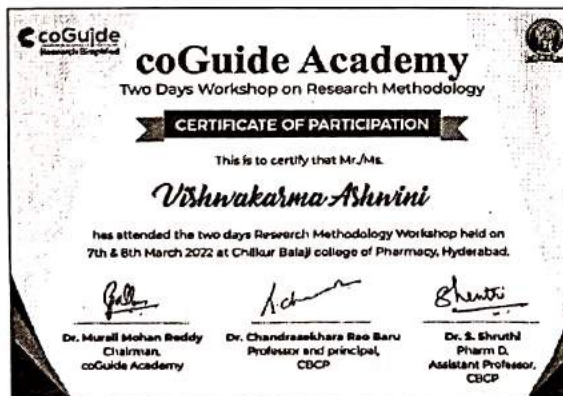 coGuide
Research Simplified
coGuide Academy
Two Days Workshop on Research Methodology
CERTIFICATE OF PARTICIPATION
This is to certify that Mr./Ms.
Vishwakarma Ashwini
has attended the two days Research Methodology Workshop held on
7th & 8th March 2022 at Chilkur Balaji college of Pharmacy, Hyderabad.
Shruthi
Dr. Murali Mohan Reddy
Chairman,
coGuide Academy
Dr. Chandrasekhara Rao Baru
Professor and principal,
CBCP
Dr. S. Shruthi
Pharm D,
Assistant Professor,
CBCP